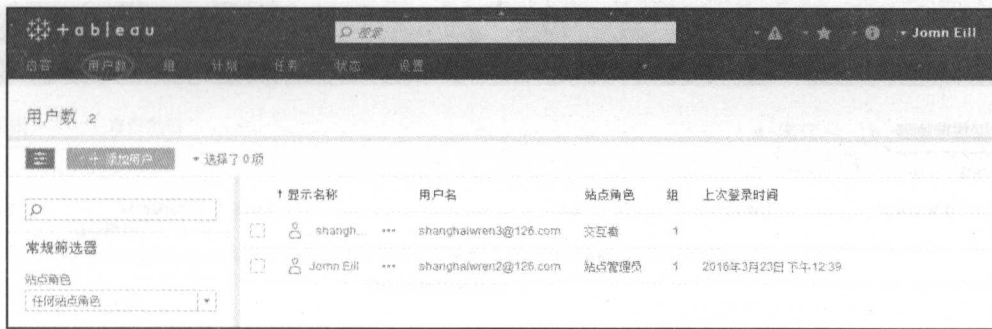 +ableau
搜索
Jomn Eill
内容 用户数 组 计划 任务 状态 设置
用户数 2
+ 添加用户 选择了 0 项
↑ 显示名称 用户名 站点角色 组 上次登录时间
shangh... ••• shanghaiwren3@126.com 交互者 1
Jomn Eill ••• shanghaiwren2@126.com 站点管理员 1 2016年3月23日 下午12:39
常规筛选器
站点角色
任何站点角色